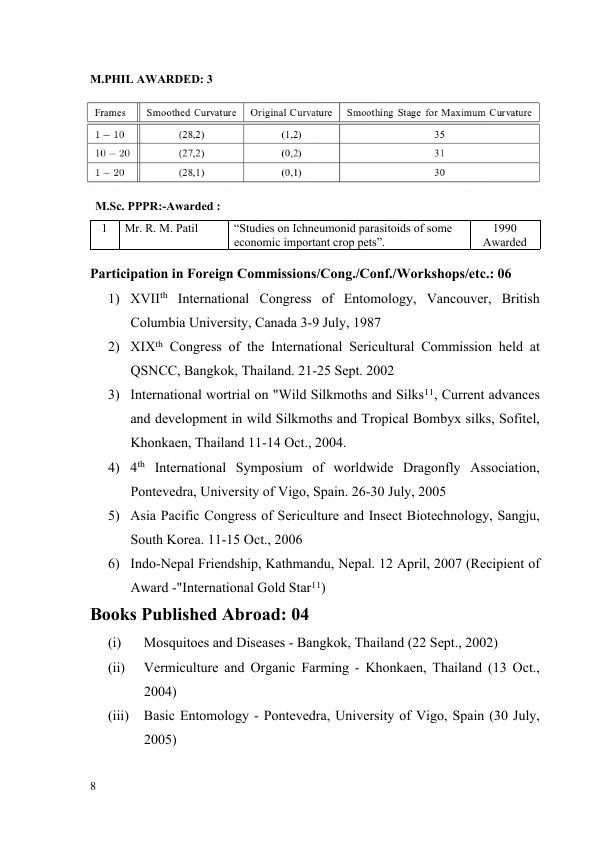 M.PHIL AWARDED: 3
Frames Smoothed Curvature Original Curvature Smoothing Stage for Maximum Curvature
1 − 10 (28,2) (1,2) 35
10 − 20 (27,2) (0,2) 31
1 − 20 (28,1) (0,1) 30
M.Sc. PPPR:-Awarded :
1 Mr. R. M. Patil “Studies on Ichneumonid parasitoids of some 1990
economic important crop pets”. Awarded
Participation in Foreign Commissions/Cong./Conf./Workshops/etc.: 06
1) XVIIth International Congress of Entomology, Vancouver, British
Columbia University, Canada 3-9 July, 1987
2) XIXth Congress of the International Sericultural Commission held at
QSNCC, Bangkok, Thailand. 21-25 Sept. 2002
3) International wortrial on "Wild Silkmoths and Silks11, Current advances
and development in wild Silkmoths and Tropical Bombyx silks, Sofitel,
Khonkaen, Thailand 11-14 Oct., 2004.
4) 4th International Symposium of worldwide Dragonfly Association,
Pontevedra, University of Vigo, Spain. 26-30 July, 2005
5) Asia Pacific Congress of Sericulture and Insect Biotechnology, Sangju,
South Korea. 11-15 Oct., 2006
6) Indo-Nepal Friendship, Kathmandu, Nepal. 12 April, 2007 (Recipient of
Award -"International Gold Star11)
Books Published Abroad: 04
(i) Mosquitoes and Diseases - Bangkok, Thailand (22 Sept., 2002)
(ii) Vermiculture and Organic Farming - Khonkaen, Thailand (13 Oct.,
2004)
(iii) Basic Entomology - Pontevedra, University of Vigo, Spain (30 July,
2005)
8